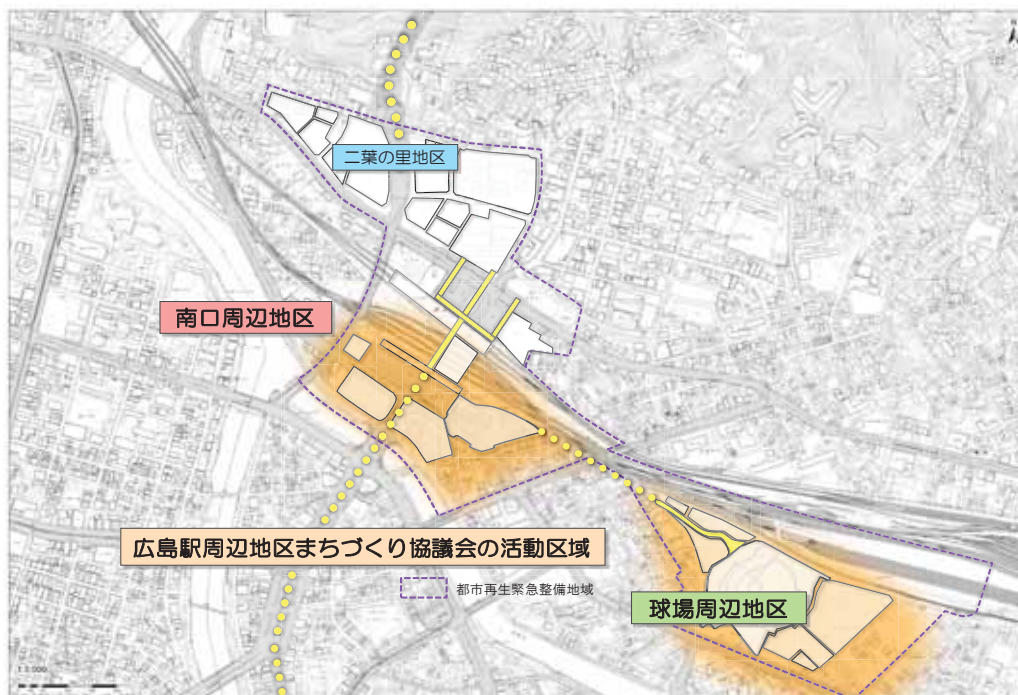 二葉の里地区
南口周辺地区
広島駅周辺地区まちづくり協議会の活動区域
都市再生緊急整備地域
球場周辺地区